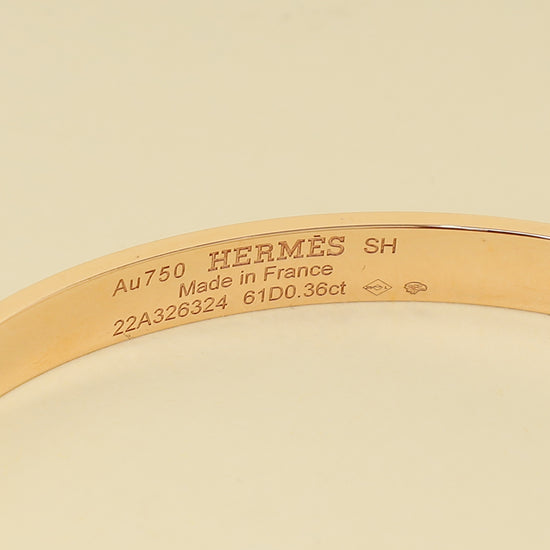 Au750 HERMÈS SH
Made in France
22A326324 61D0.36ct